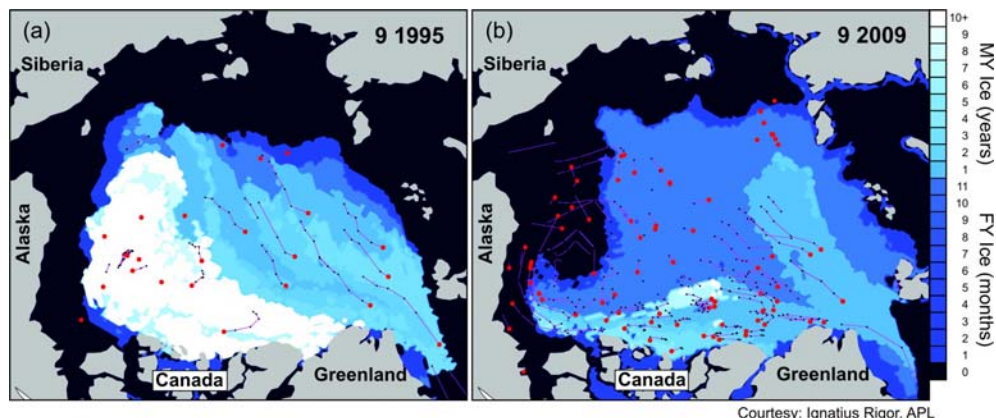 (a)
9 1995
Siberia
Alaska
Canada
Greenland
(b)
9 2009
Siberia
Alaska
Canada
Greenland
10+
9
8
7
6
5
4
3
2
1
11
10
9
8
7
6
5
4
3
2
1
0
MY Ice (years)
FY Ice (months)
Courtesy: Ignatius Rigor, APL